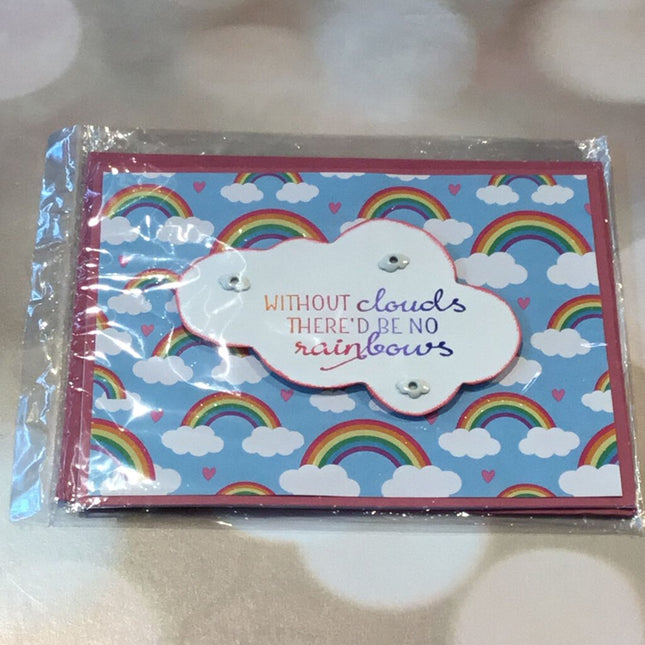 WITHOUT clouds
THERE'D BE NO
rainbows